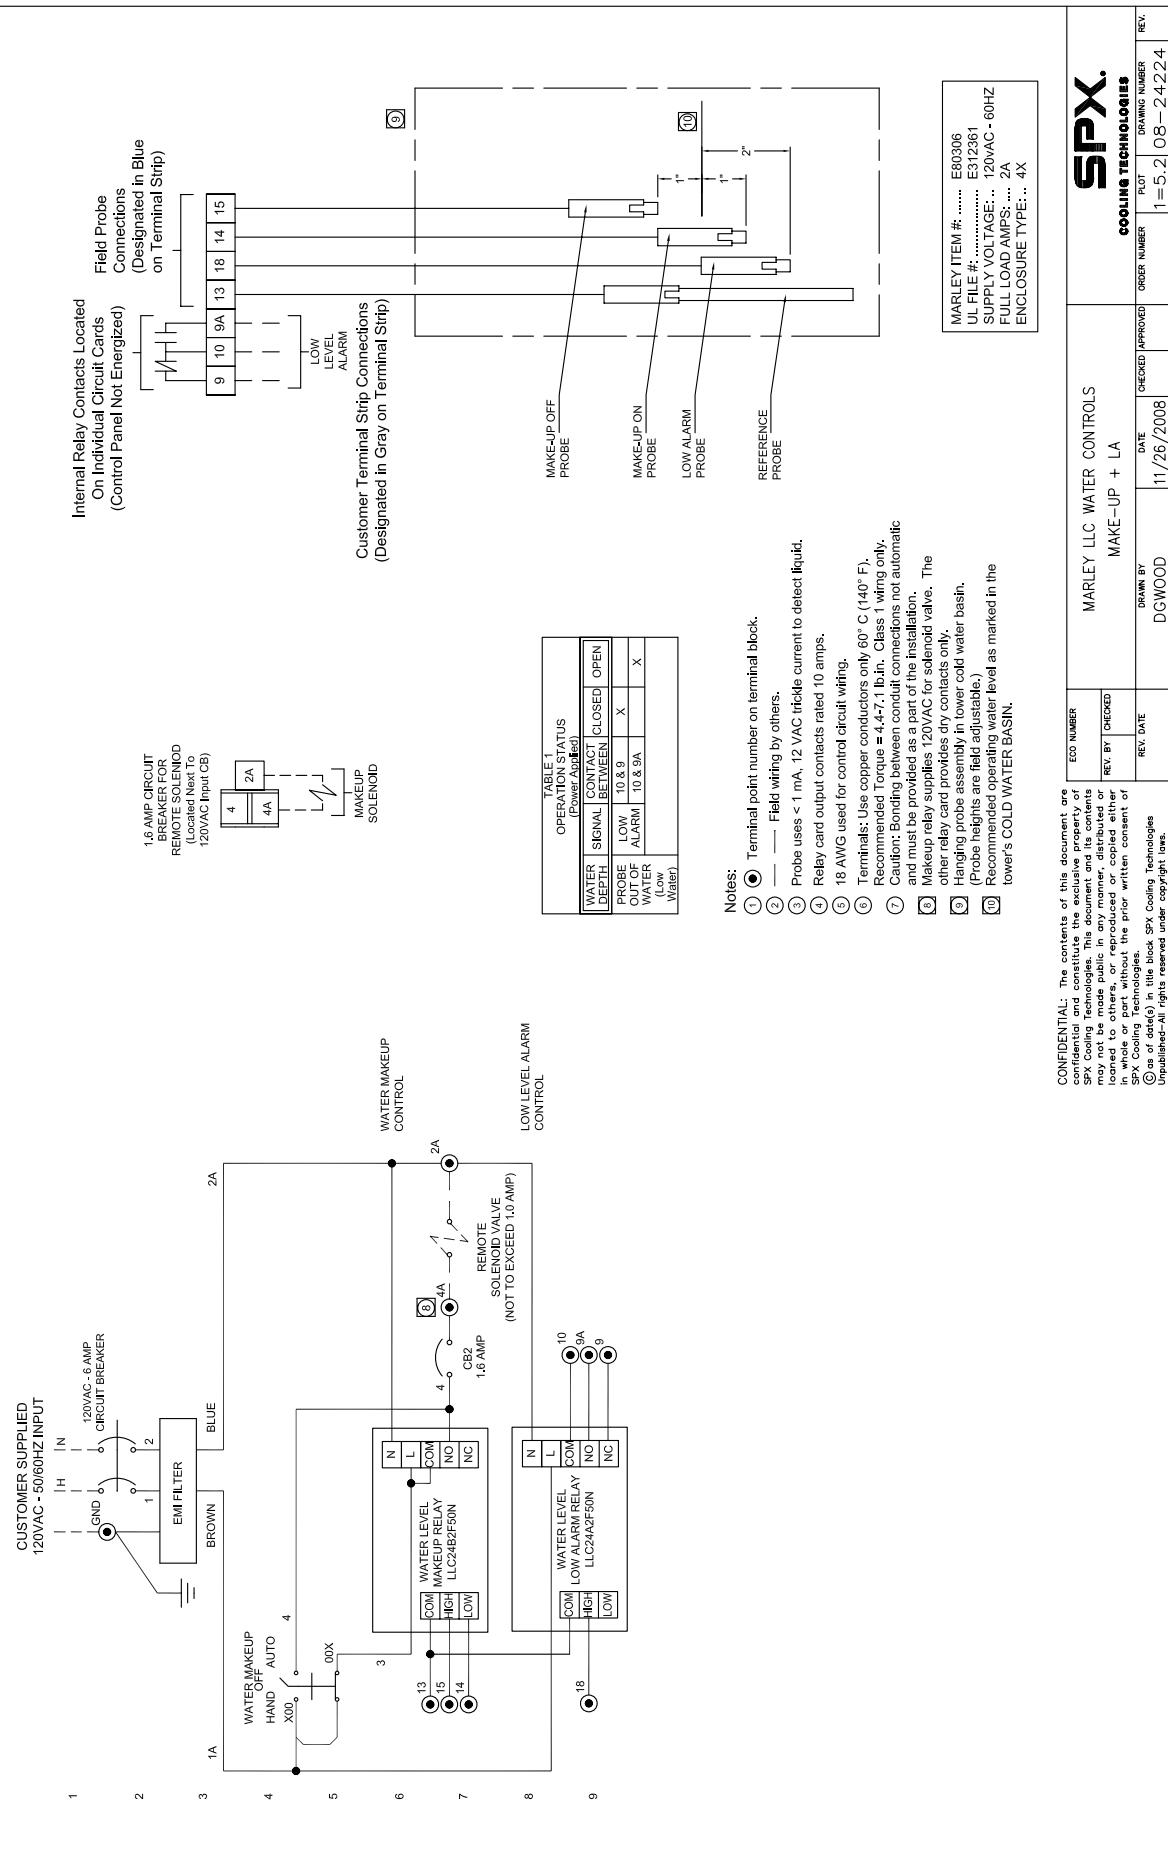 CUSTOMER SUPPLIED
120VAC - 50/60HZ INPUT
H
N
GND
120VAC - 6 AMP
CIRCUIT BREAKER
1
2
EMI FILTER
BROWN
BLUE
1A
2A
1
2
3
4
5
6
7
8
9
WATER MAKEUP
OFF
HAND
AUTO
X00
00X
4
3
WATER MAKEUP
CONTROL
13
15
14
COM
HIGH
LOW
WATER LEVEL
MAKEUP RELAY
LLC24B2F50N
N
L
COM
NO
NC
4
CB2
1.6 AMP
8
4A
2A
REMOTE
SOLENOID VALVE
(NOT TO EXCEED 1.0 AMP)
LOW LEVEL ALARM
CONTROL
18
COM
HIGH
LOW
WATER LEVEL
LOW ALARM RELAY
LLC24A2F50N
N
L
COM
NO
NC
10
9A
9
1.6 AMP CIRCUIT
BREAKER FOR
REMOTE SOLENIOD
(Located Next To
120VAC Input CB)
4
4A
2A
MAKEUP
SOLENOID
Internal Relay Contacts Located
On Individual Circuit Cards
(Control Panel Not Energized)
Field Probe
Connections
(Designated in Blue
on Terminal Strip)
9
10
9A
13
18
14
15
LOW
LEVEL
ALARM
Customer Terminal Strip Connections
(Designated in Gray on Terminal Strip)
9
10
1"
1"
2"
MAKE-UP OFF
PROBE
MAKE-UP ON
PROBE
LOW ALARM
PROBE
REFERENCE
PROBE
TABLE 1
OPERATION STATUS
(Power Applied)
WATER DEPTH SIGNAL CONTACT BETWEEN CLOSED OPEN
PROBE OUT OF WATER (Low Water) LOW ALARM 10 & 9 X
10 & 9A X
Notes:
1 Terminal point number on terminal block.
2 — — Field wiring by others.
3 Probe uses < 1 mA, 12 VAC trickle current to detect liquid.
4 Relay card output contacts rated 10 amps.
5 18 AWG used for control circuit wiring.
6 Terminals: Use copper conductors only 60° C (140° F).
Recommended Torque = 4.4-7.1 lb.in. Class 1 wirng only.
7 Caution: Bonding between conduit connections not automatic
and must be provided as a part of the installation.
8 Makeup relay supplies 120VAC for solenoid valve. The
other relay card provides dry contacts only.
9 Hanging probe assembly in tower cold water basin.
(Probe heights are field adjustable.)
10 Recommended operating water level as marked in the
tower's COLD WATER BASIN.
MARLEY ITEM #: ....... E80306
UL FILE #: ................ E312361
SUPPLY VOLTAGE: .. 120vAC - 60HZ
FULL LOAD AMPS: .... 2A
ENCLOSURE TYPE: .. 4X
CONFIDENTIAL: The contents of this document are
confidential and constitute the exclusive property of
SPX Cooling Technologies. This document and its contents
may not be made public in any manner, distributed or
loaned to others, or reproduced or copied either
in whole or part without the prior written consent of
SPX Cooling Technologies.
© as of date(s) in title block SPX Cooling Technologies
Unpublished—All rights reserved under copyright laws.
ECO NUMBER
REV. BY
CHECKED
REV. DATE
MARLEY LLC WATER CONTROLS
MAKE-UP + LA
DRAWN BY
DGWOOD
DATE
11/26/2008
CHECKED
APPROVED
SPX.
COOLING TECHNOLOGIES
ORDER NUMBER
PLOT
1=5.2
DRAWING NUMBER
08-24224
REV.